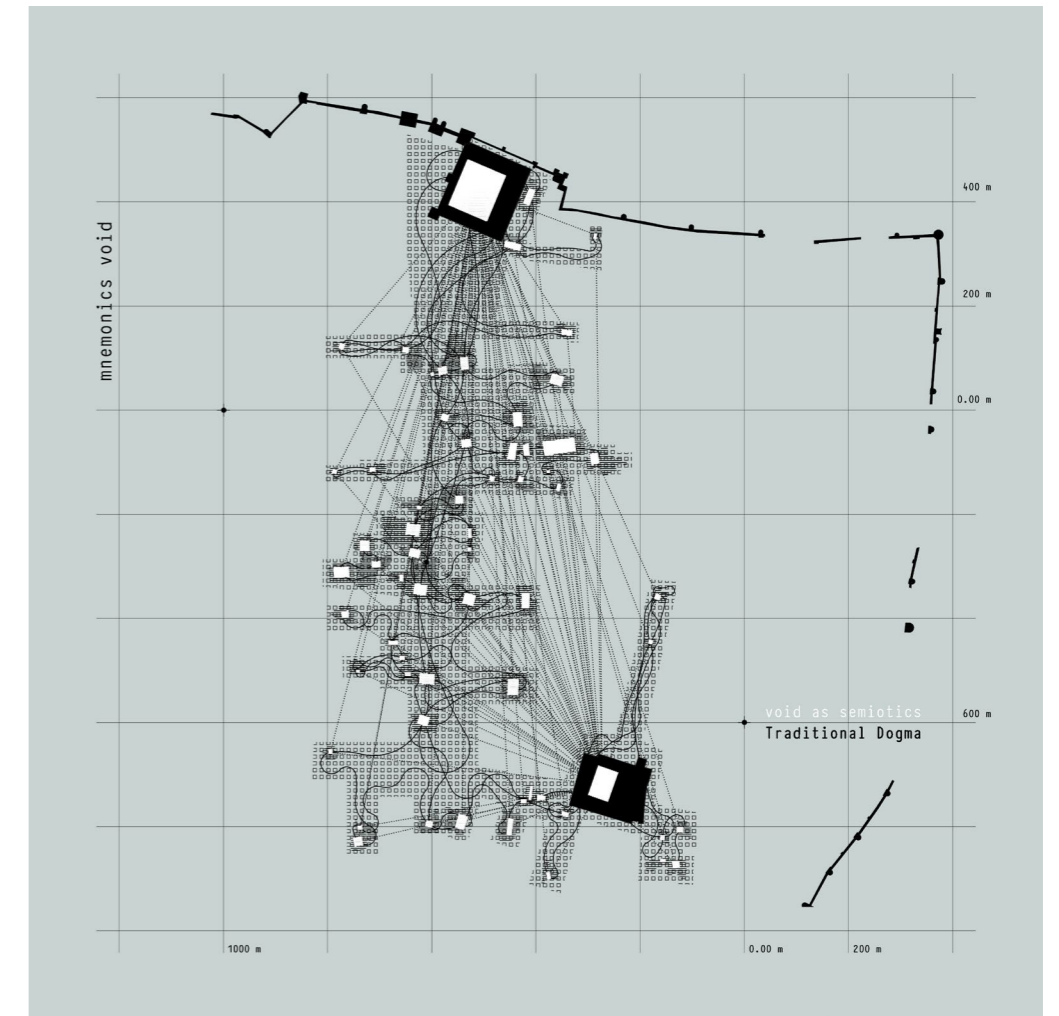 mnemonics void
400 m
200 m
0.00 m
void as semiotics
600 m
Traditional Dogma
1000 m
0.00 m
200 m